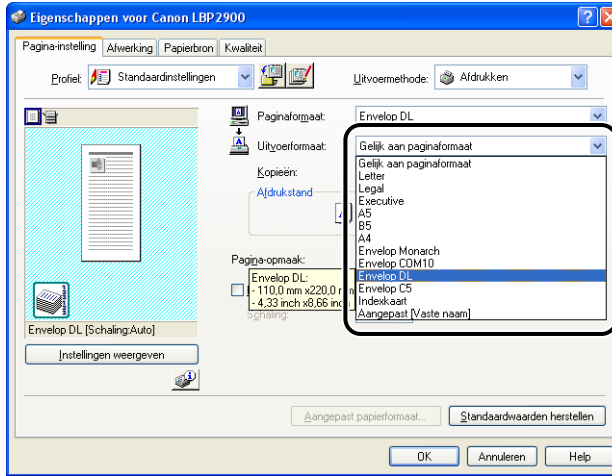 Eigenschappen voor Canon LBP2900
Pagina-instelling Afwerking Papierbron Kwaliteit
Profiel: Standaardinstellingen Uitvoermethode: Afdrukken
Paginaformaat: Envelop DL
Uitvoerformaat: Gelijk aan paginaformaat
Gelijk aan paginaformaat
Letter
Kopieën:
Legal
Executive
Afdrukstand
A5
B5
A4
Envelop Monarch
Pagina-opmaak:
Envelop COM10
Envelop DL
Envelop C5
Indexkaart
Aangepast [Vaste naam]
Envelop DL:
- 110,0 mm x220,0 mm
- 4,33 inch x8,66 inch
Schaling:
Envelop DL [Schaling:Auto]
Instellingen weergeven
Aangepast papierformaat... Standaardwaarden herstellen
OK Annuleren Help